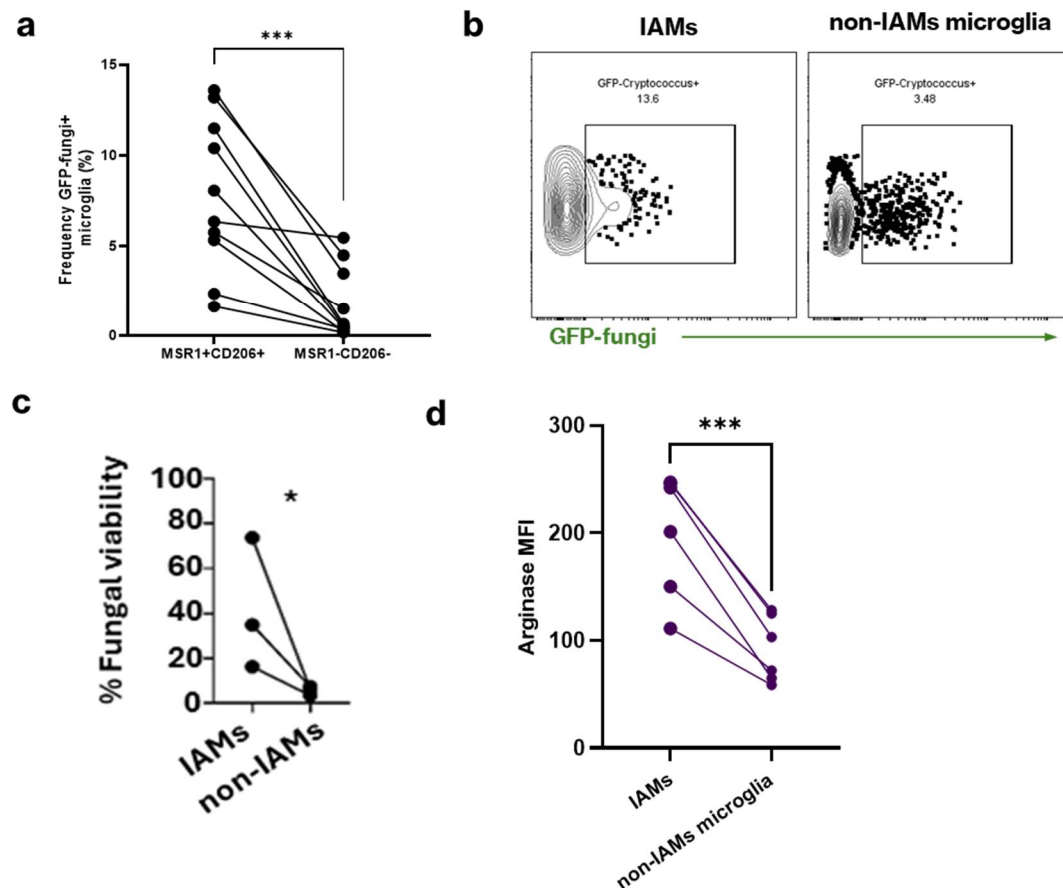 a
***
15
10
5
0
Frequency GFP-fungi+
microglia (%)
MSR1+CD206+
MSR1-CD206-
b
IAMs
non-IAMs microglia
GFP-Cryptococcus+
13.6
GFP-Cryptococcus+
3.48
GFP-fungi
c
% Fungal viability
100
80
60
40
20
0
*
IAMs
non-IAMs
d
***
Arginase MFI
300
200
100
0
IAMs
non-IAMs microglia